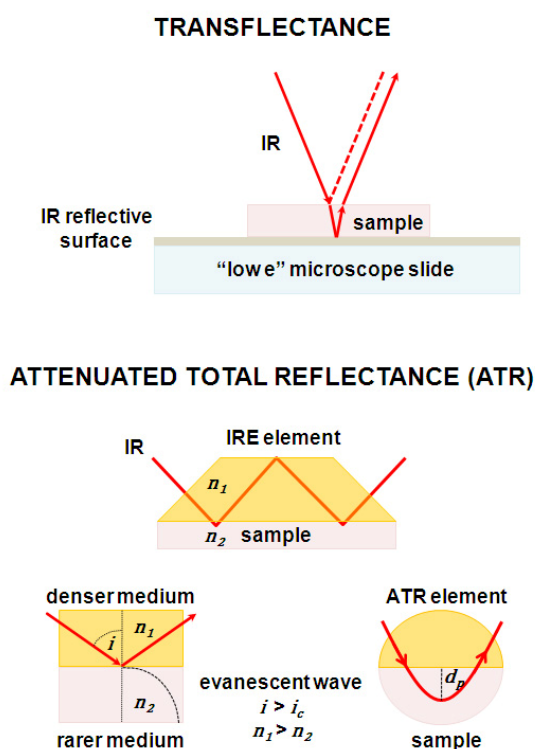 TRANSFLECTANCE
IR
IR reflective
surface
sample
“low e” microscope slide
ATTENUATED TOTAL REFLECTANCE (ATR)
IR
IRE element
n1
n2
sample
denser medium
ATR element
i
n1
n2
evanescent wave
i > ic
n1 > n2
dp
rarer medium
sample